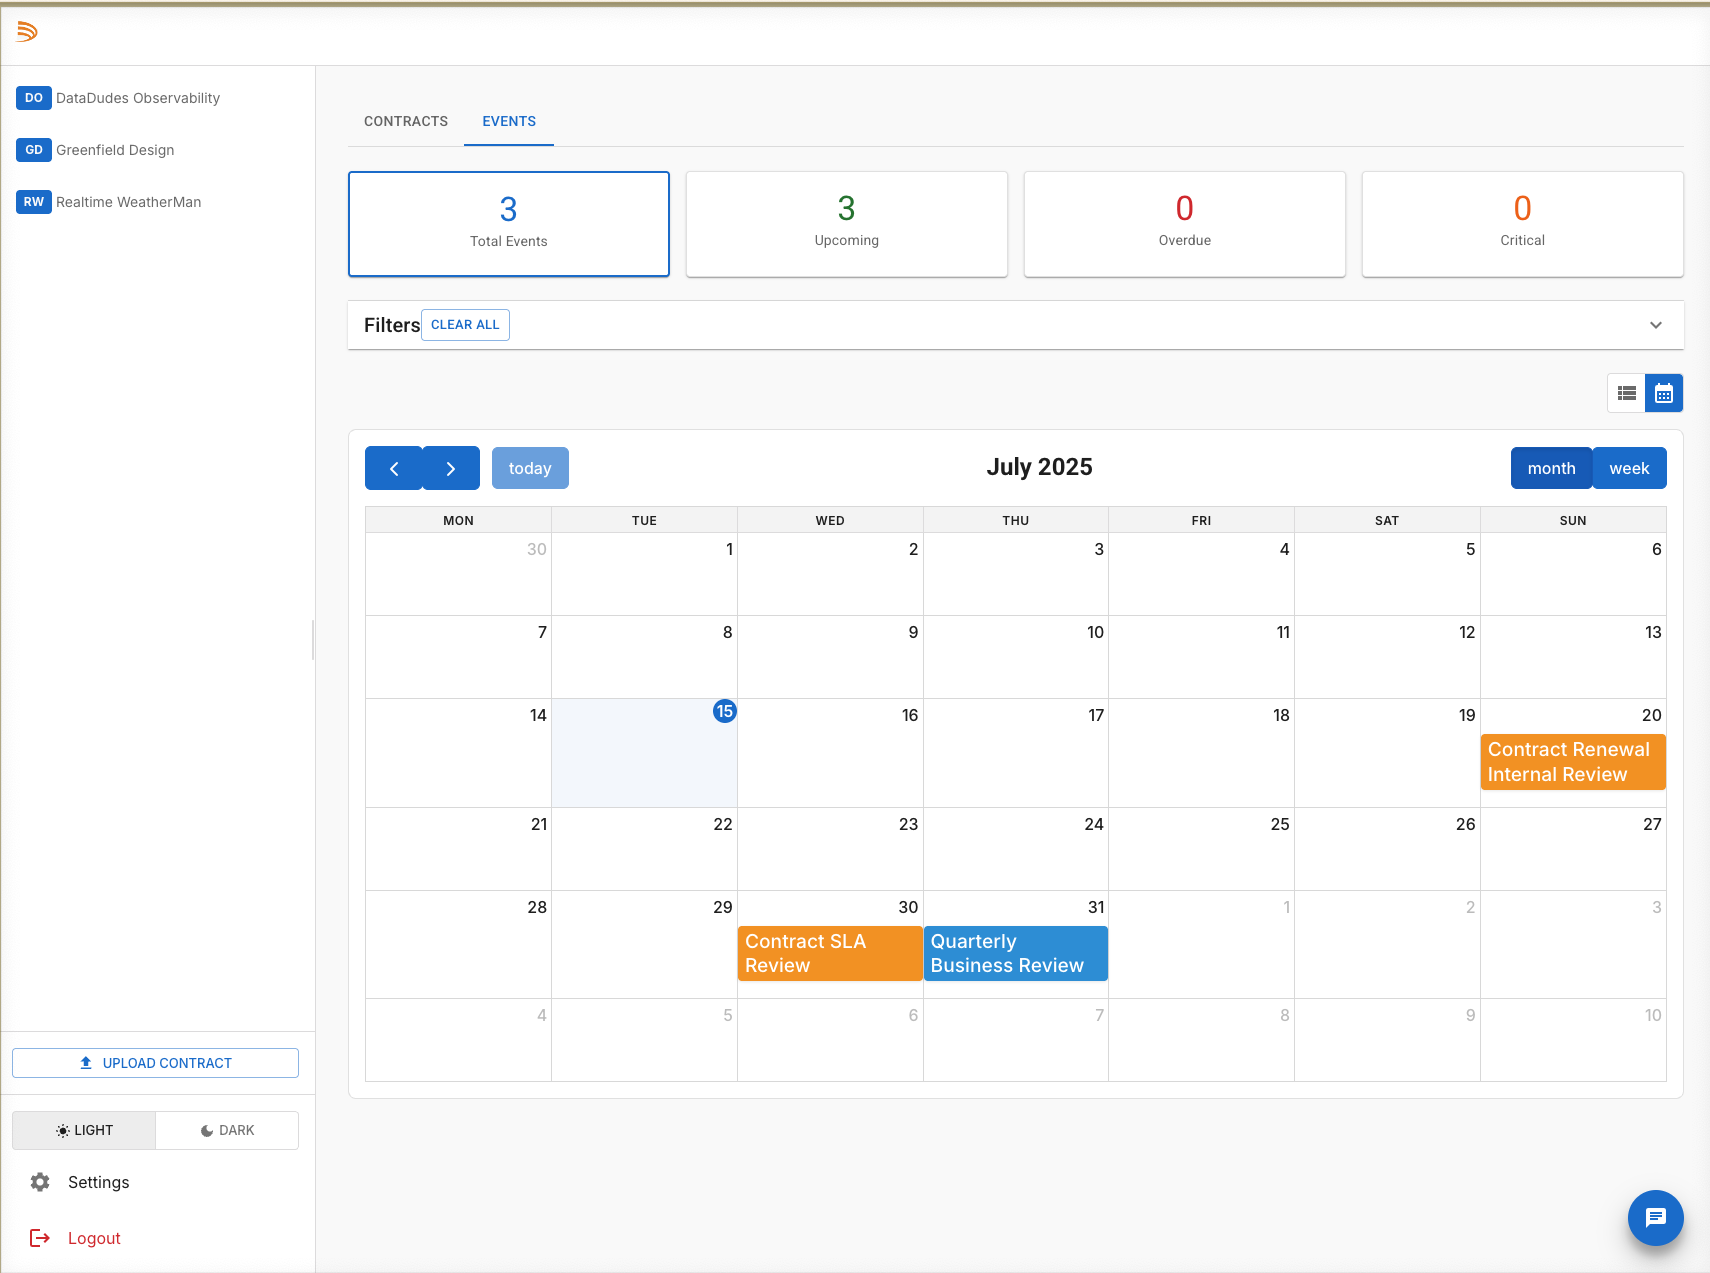 DO DataDudes Observability
GD Greenfield Design
RW Realtime WeatherMan
UPLOAD CONTRACT
LIGHT DARK
Settings
Logout
CONTRACTS EVENTS
3
Total Events
3
Upcoming
0
Overdue
0
Critical
Filters CLEAR ALL
today July 2025 month week
MON TUE WED THU FRI SAT SUN
30 1 2 3 4 5 6
7 8 9 10 11 12 13
14 15 16 17 18 19 20
Contract Renewal
Internal Review
21 22 23 24 25 26 27
28 29 30 31 1 2 3
Contract SLA
Review
Quarterly
Business Review
4 5 6 7 8 9 10